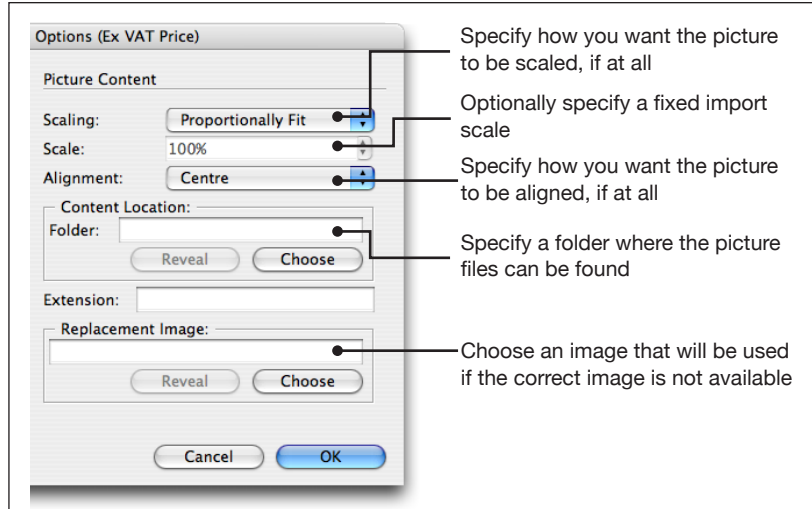 Options (Ex VAT Price)
Picture Content
Scaling: Proportionally Fit
Scale: 100%
Alignment: Centre
Content Location:
Folder:
Reveal Choose
Extension:
Replacement Image:
Reveal Choose
Cancel OK
Specify how you want the picture
to be scaled, if at all
Optionally specify a fixed import
scale
Specify how you want the picture
to be aligned, if at all
Specify a folder where the picture
files can be found
Choose an image that will be used
if the correct image is not available